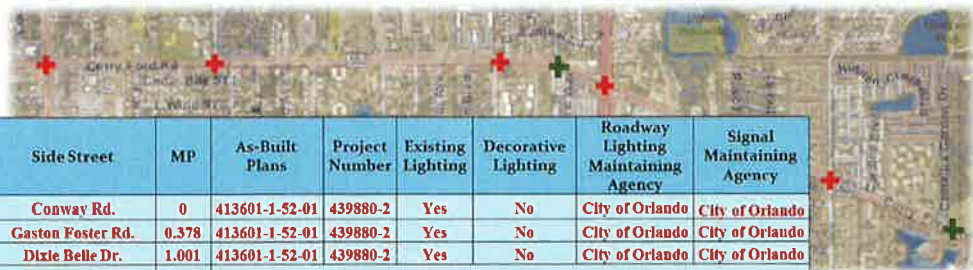 Curry Ford Rd
Side Street MP As-Built Plans Project Number Existing Lighting Decorative Lighting Roadway Lighting Maintaining Agency Signal Maintaining Agency
Conway Rd. 0 413601-1-52-01 439880-2 Yes No City of Orlando City of Orlando
Gaston Foster Rd. 0.378 413601-1-52-01 439880-2 Yes No City of Orlando City of Orlando
Dixie Belle Dr. 1.001 413601-1-52-01 439880-2 Yes No City of Orlando City of Orlando